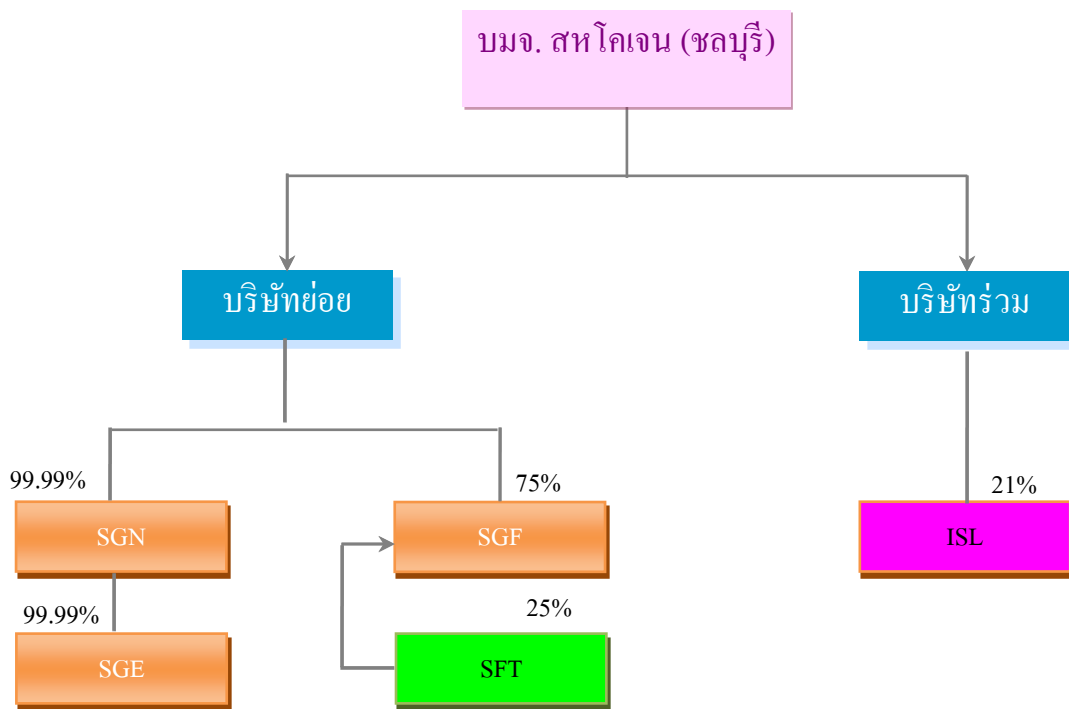 บมจ. สหโคเจน (ชลบุรี)
บริษัทย่อย
บริษัทร่วม
99.99%
75%
21%
SGN
SGF
ISL
99.99%
25%
SGE
SFT